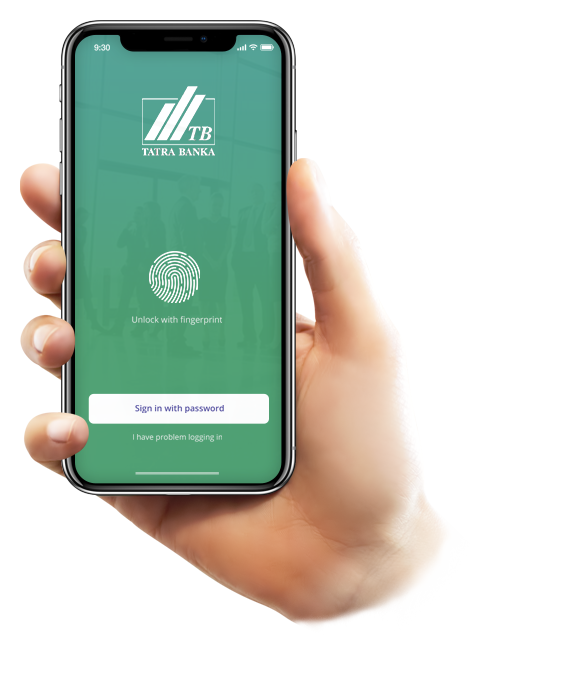 9:30
TB
TATRA BANKA
Unlock with fingerprint
Sign in with password
I have problem logging in